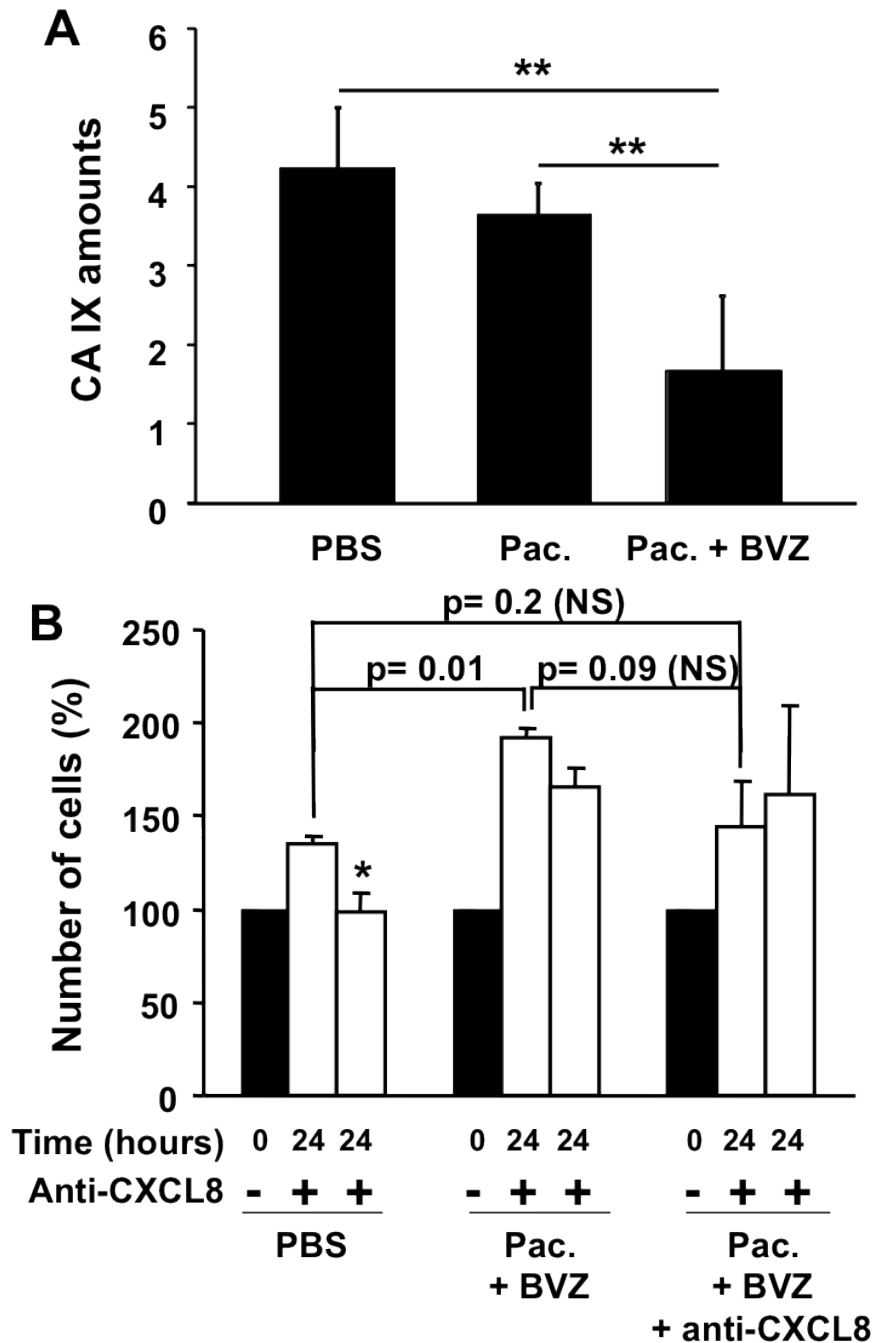 A
6
**
5
**
4
3
2
1
0
CA IX amounts
PBS Pac. Pac. + BVZ
B
p= 0.2 (NS)
250
p= 0.01 p= 0.09 (NS)
200
150
*
100
50
0
Number of cells (%)
Time (hours) 0 24 24 0 24 24 0 24 24
Anti-CXCL8 - + + - + + - + +
PBS Pac. Pac.
+ BVZ + BVZ
+ anti-CXCL8